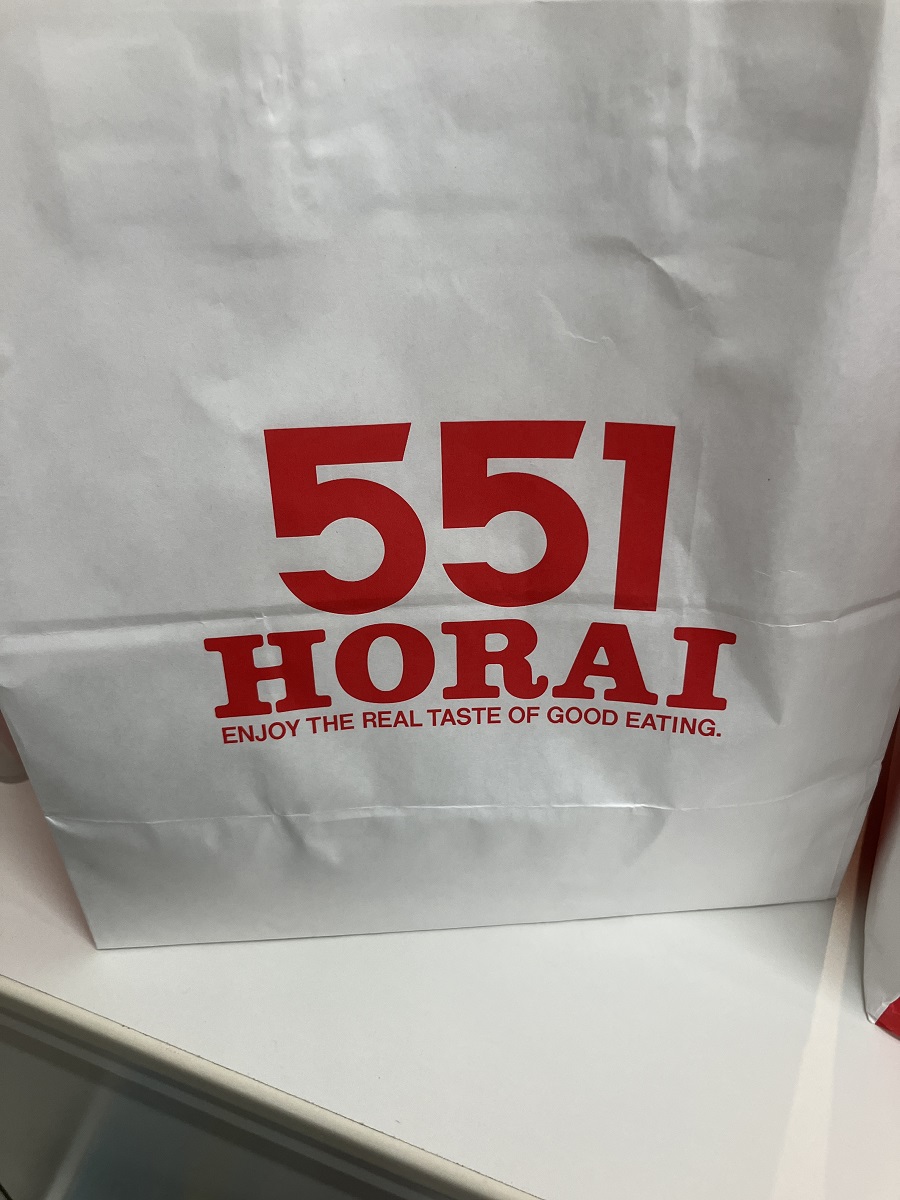 551
HORAI
ENJOY THE REAL TASTE OF GOOD EATING.